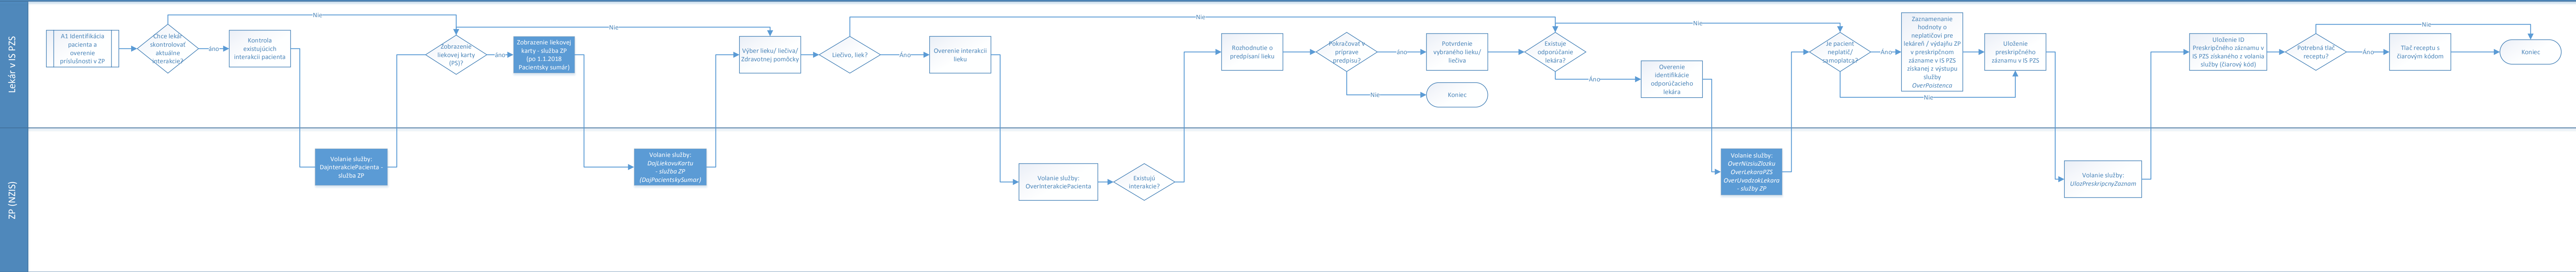 Lekár v IS PZS
A1 Identifikácia
pacienta a
overenie
príslušnosti v ZP
Chce lekár
skontrolovať
aktuálne
interakcie?
Nie
áno
Kontrola
existujúcich
interakcií pacienta
Zobrazenie
liekovej karty
(PS)?
áno
Nie
Zobrazenie liekovej
karty - služba ZP
(po 1.1.2018
Pacientsky sumár)
Výber lieku/ liečiva/
Zdravotnej pomôcky
Liečivo, liek?
Nie
Áno
Overenie interakcií
lieku
Rozhodnutie o
predpísaní lieku
Pokračovať v
príprave
predpisu?
áno
Nie
Koniec
Potvrdenie
vybraného lieku/
liečiva
Existuje
odporúčanie
lekára?
Nie
Áno
Overenie
identifikácie
odporúčacieho
lekára
Je pacient
neplatič/
samoplatca?
Áno
Nie
Zaznamenanie
hodnoty o
neplatičovi pre
lekáreň / výdajňu ZP
v preskripčnom
zázname v IS PZS
získanej z výstupu
služby
OverPoistenca
Uloženie
preskripčného
záznamu v IS PZS
Uloženie ID
Preskripčného záznamu v
IS PZS získaného z volania
služby (čiarový kód)
Potrebná tlač
receptu?
Nie
Áno
Tlač receptu s
čiarovým kódom
Koniec
ZP (NZIS)
Volanie služby:
DajInterakciePacienta -
služba ZP
Volanie služby:
DajLiekovuKartu
- služba ZP
(DajPacientskySumar)
Volanie služby:
OverInterakciePacienta
Existujú
interakcie?
Volanie služby:
OverNizsiuZlozku
OverLekaraPZS
OverUvadzokLekara
- služby ZP
Volanie služby:
UlozPreskripcnyZaznam